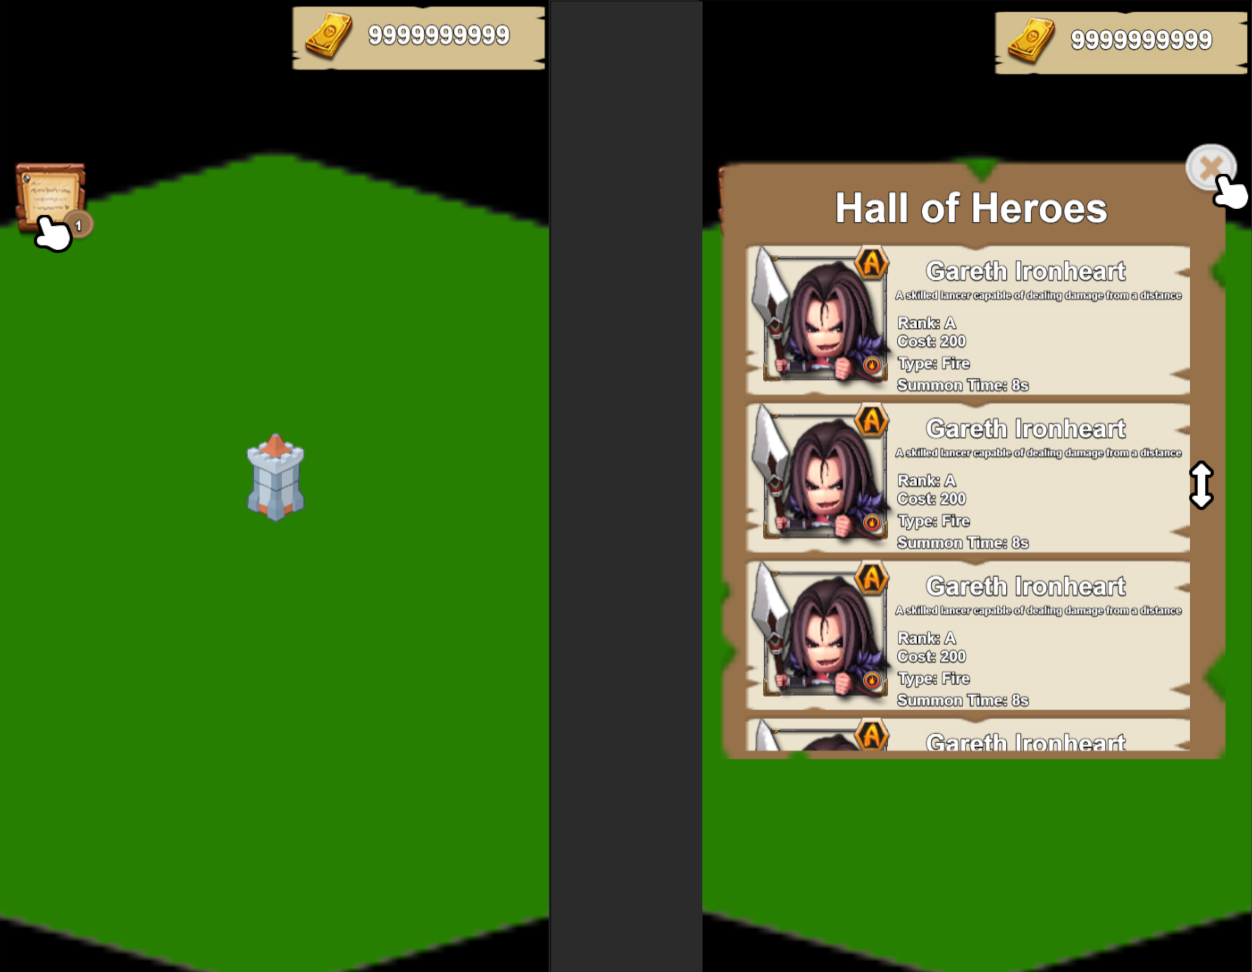 9999999999
1
9999999999
Hall of Heroes
A
Gareth Ironheart
A skilled lancer capable of dealing damage from a distance
Rank: A
Cost: 200
Type: Fire
Summon Time: 8s
A
Gareth Ironheart
A skilled lancer capable of dealing damage from a distance
Rank: A
Cost: 200
Type: Fire
Summon Time: 8s
A
Gareth Ironheart
A skilled lancer capable of dealing damage from a distance
Rank: A
Cost: 200
Type: Fire
Summon Time: 8s
A
Gareth Ironheart